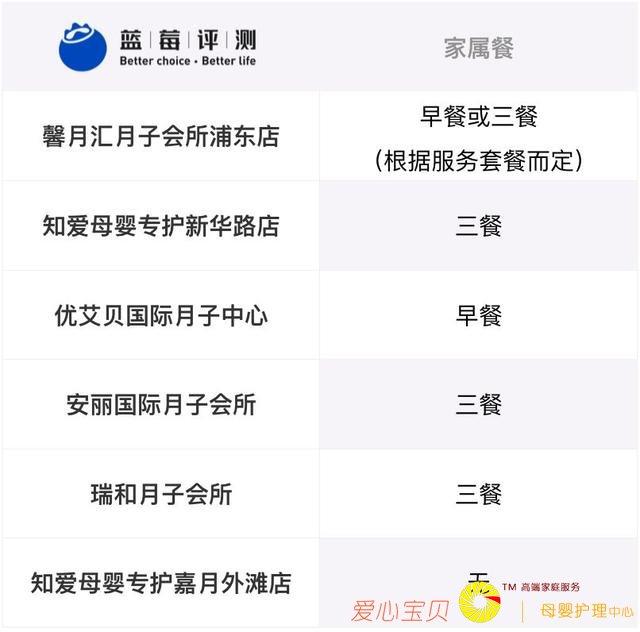 蓝莓评测
Better choice · Better life
家属餐
馨月汇月子会所浦东店
早餐或三餐
（根据服务套餐而定）
知爱母婴专护新华路店
三餐
优艾贝国际月子中心
早餐
安丽国际月子会所
三餐
瑞和月子会所
三餐
知爱母婴专护嘉月外滩店
无
爱心宝贝
TM 高端家庭服务
母婴护理中心